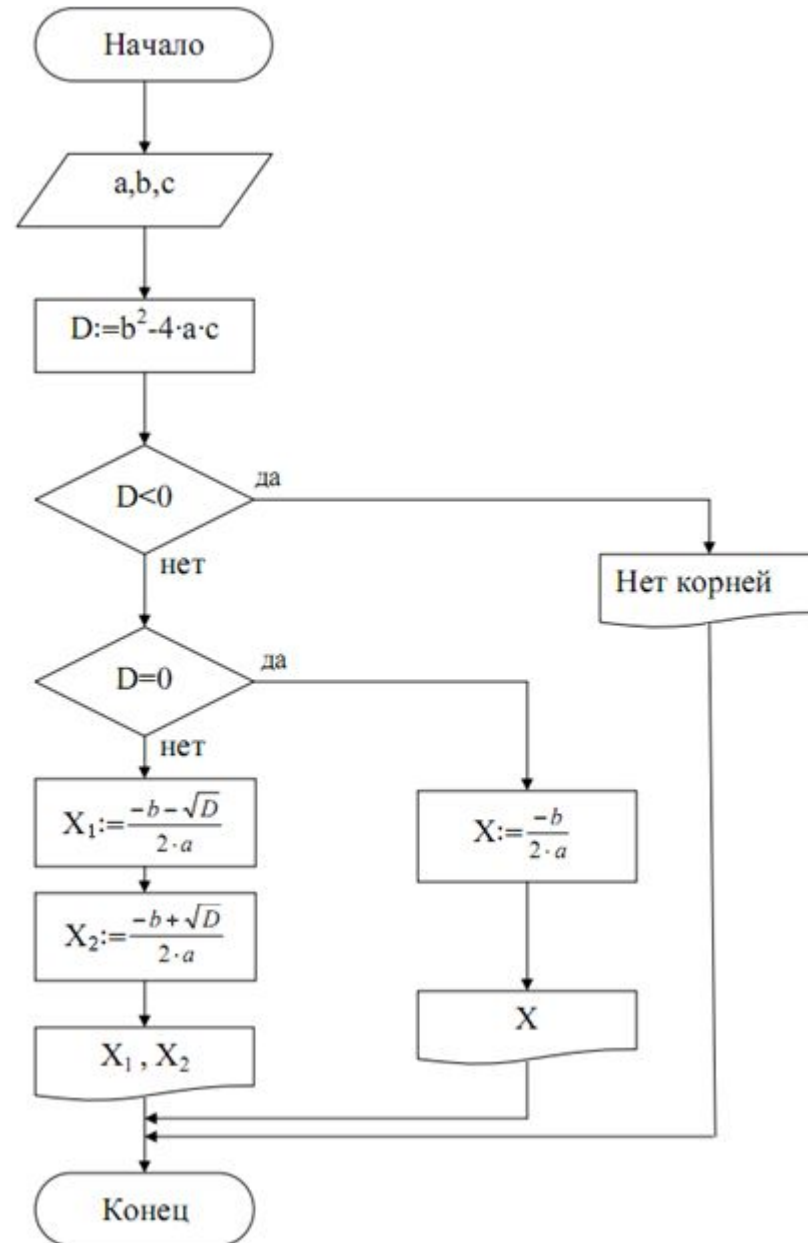 Начало
a,b,c
D:=b²-4·a·c
D<0
да
нет
Нет корней
D=0
да
нет
X₁:=(-b-√D)/(2·a)
X:=(-b)/(2·a)
X₂:=(-b+√D)/(2·a)
X₁ , X₂
X
Конец